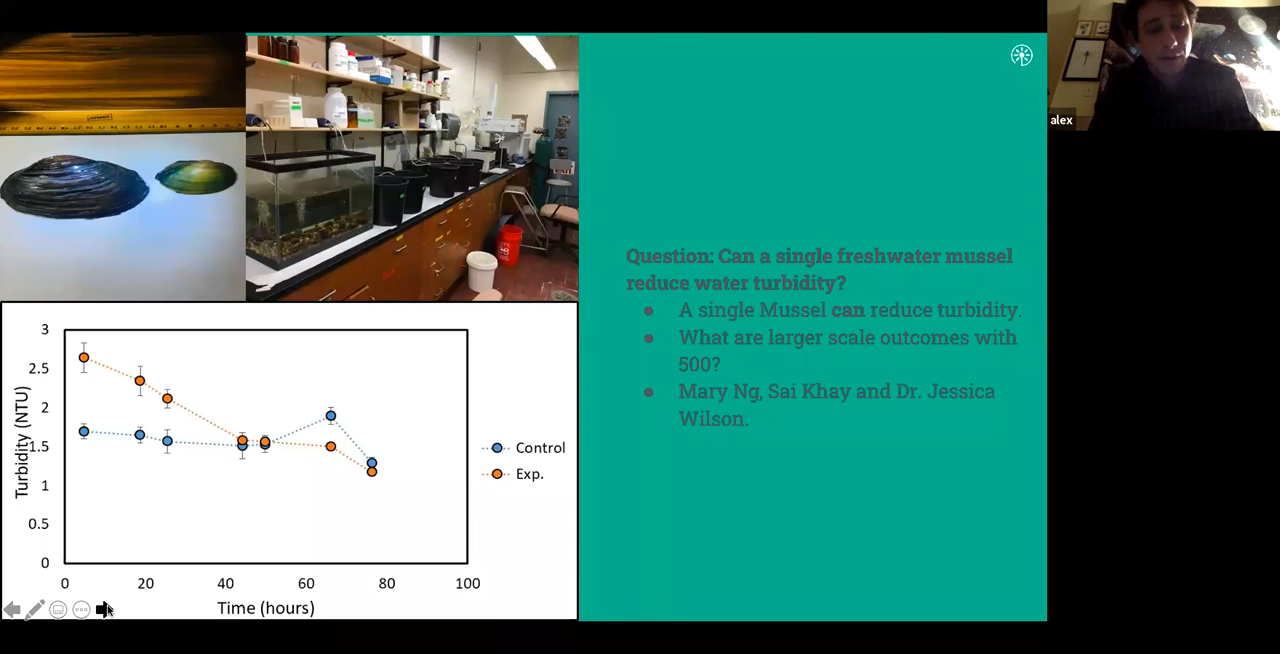 alex
Question: Can a single freshwater mussel
reduce water turbidity?
● A single Mussel can reduce turbidity.
● What are larger scale outcomes with
500?
● Mary Ng, Sai Khay and Dr. Jessica
Wilson.
Turbidity (NTU)
3
2.5
2
1.5
1
0.5
0
0 20 40 60 80 100
Time (hours)
Control
Exp.